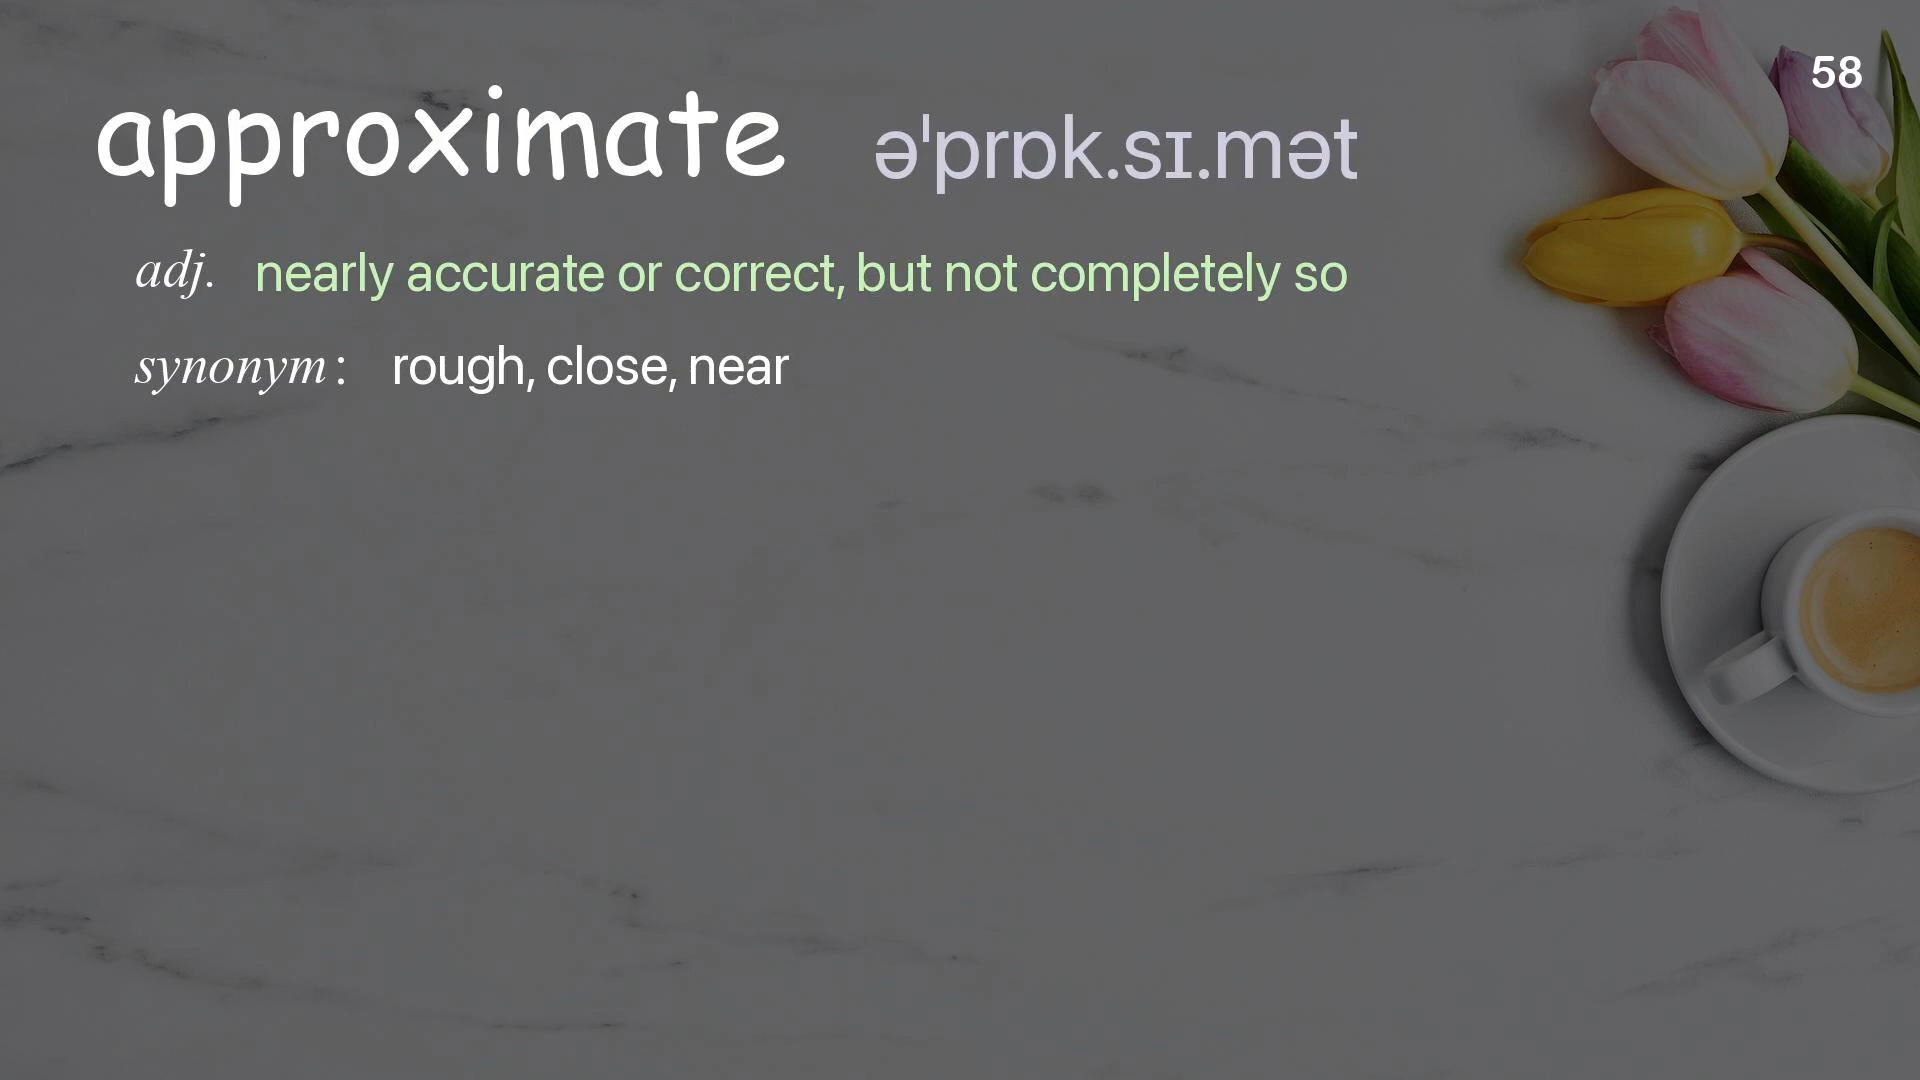 58
approximate əˈprɒk.sɪ.mət
adj. nearly accurate or correct, but not completely so
synonym: rough, close, near